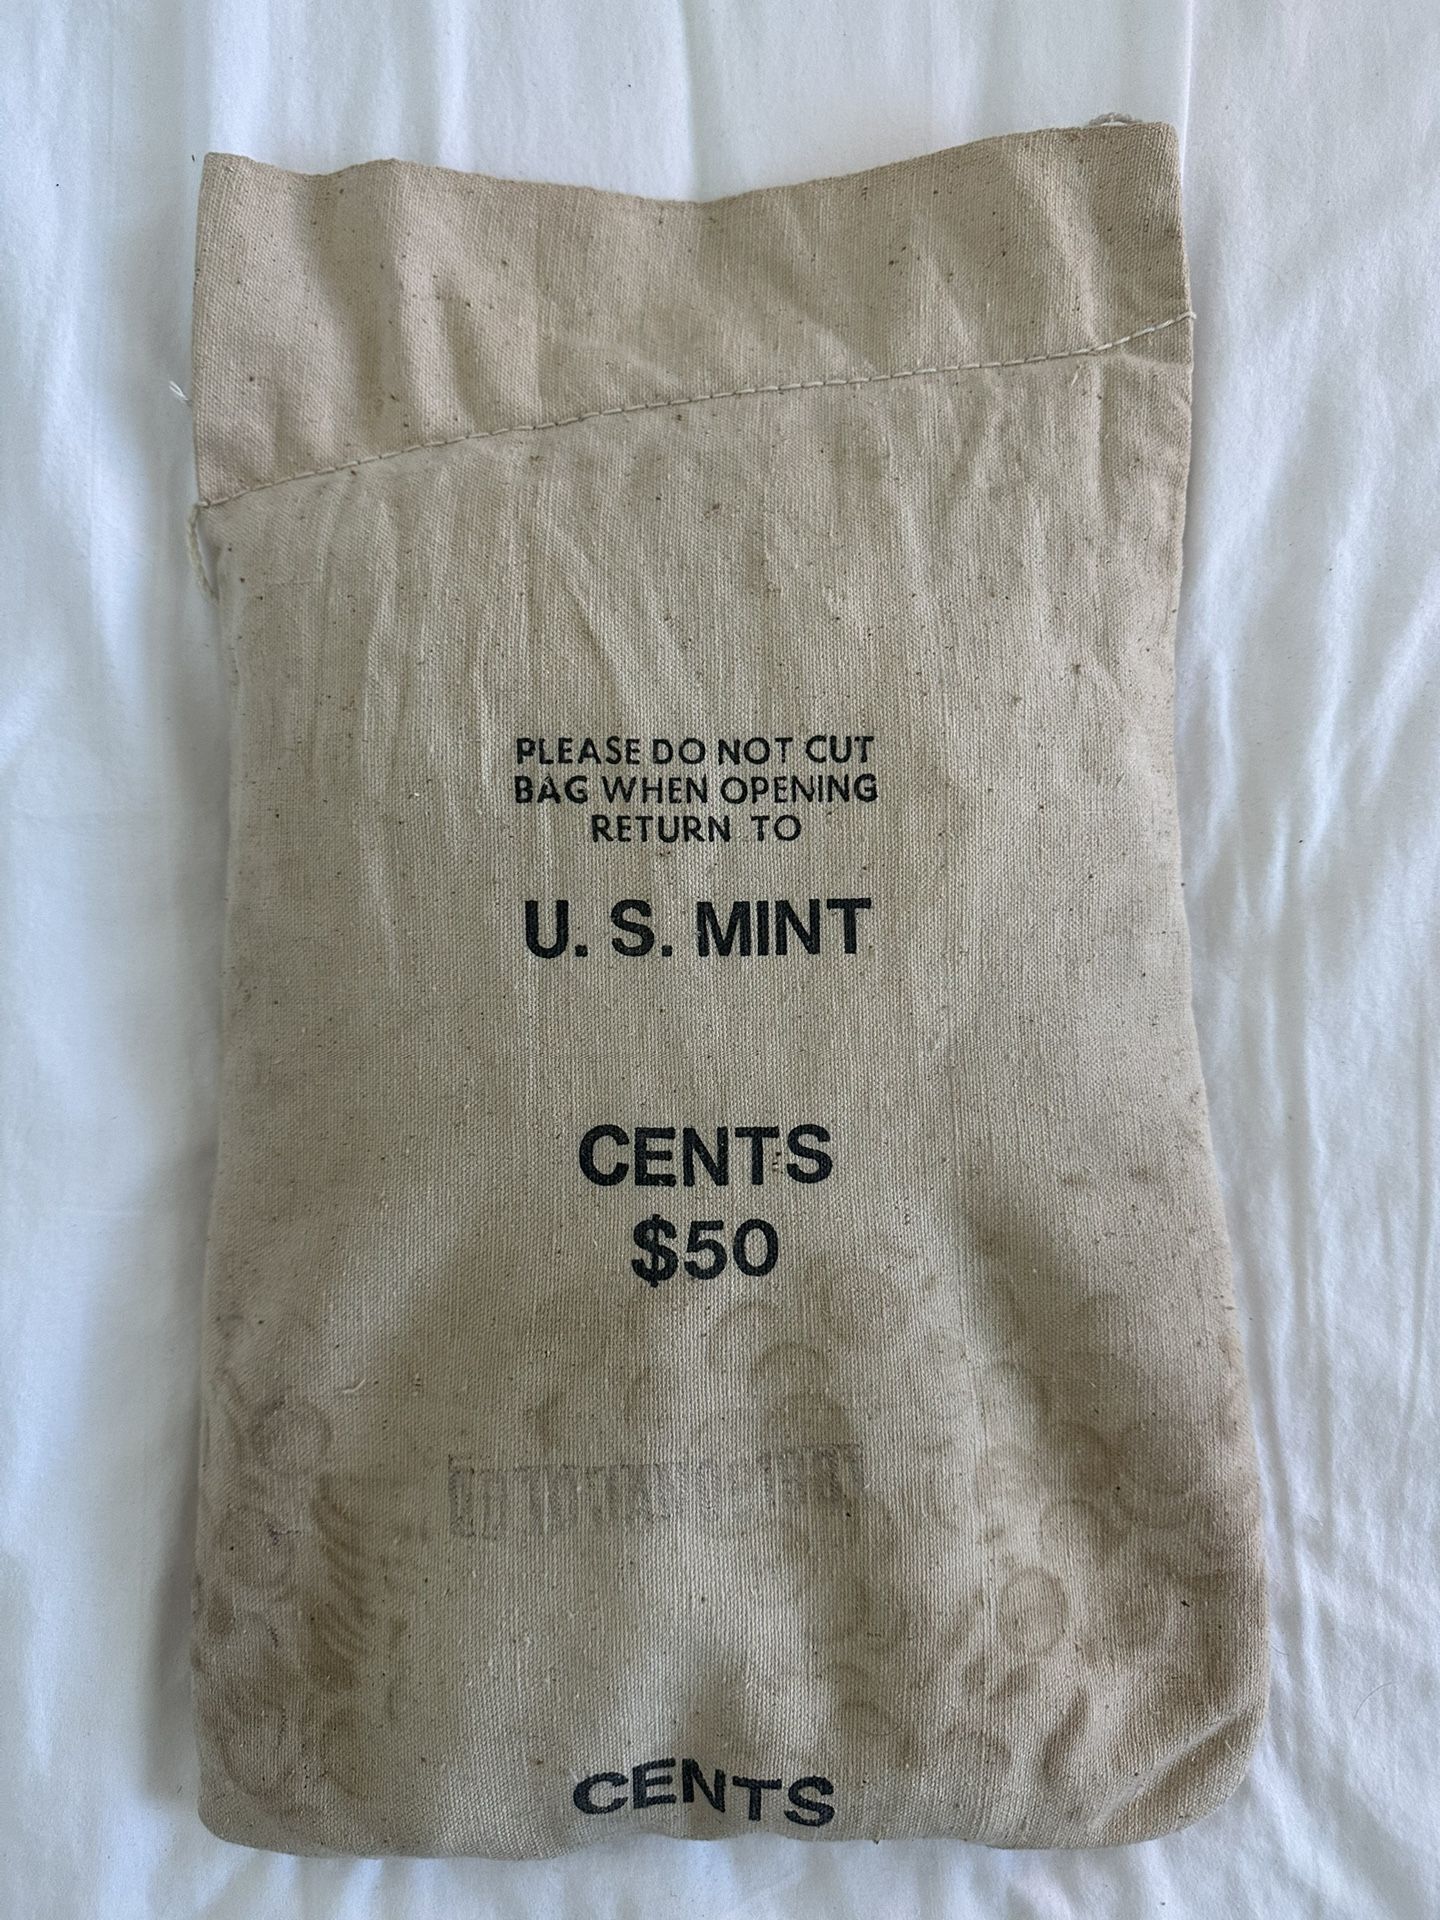 PLEASE DO NOT CUT
BAG WHEN OPENING
RETURN TO
U. S. MINT
CENTS
$50
CENTS